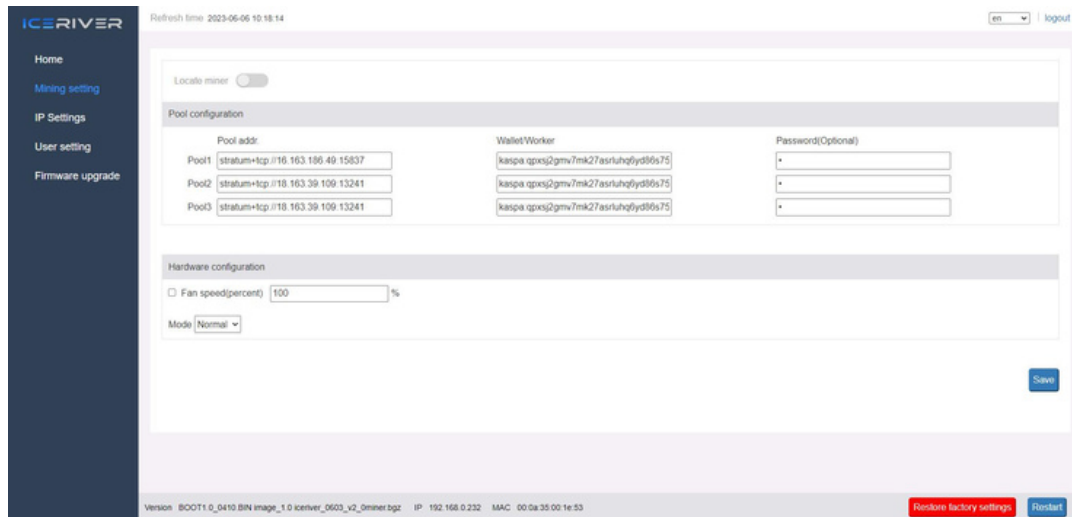 ICERIVER
Refresh time 2023-06-06 10:18:14
en
logout
Home
Mining setting
IP Settings
User setting
Firmware upgrade
Locate miner
Pool configuration
Pool addr. Wallet/Worker Password(Optional)
Pool1 stratum+tcp://16.163.186.49:15837 kaspa:qpxsj2gmv7mk27asrluhq6yd86s75 •
Pool2 stratum+tcp://18.163.39.109:13241 kaspa:qpxsj2gmv7mk27asrluhq6yd86s75 •
Pool3 stratum+tcp://18.163.39.109:13241 kaspa:qpxsj2gmv7mk27asrluhq6yd86s75 •
Hardware configuration
Fan speed(percent) 100 %
Mode Normal
Save
Version BOOT1.0_0410.BIN image_1.0 iceriver_0603_v2_0miner.bgz IP 192.168.0.232 MAC 00:0a:35:00:1e:53
Restore factory settings
Restart